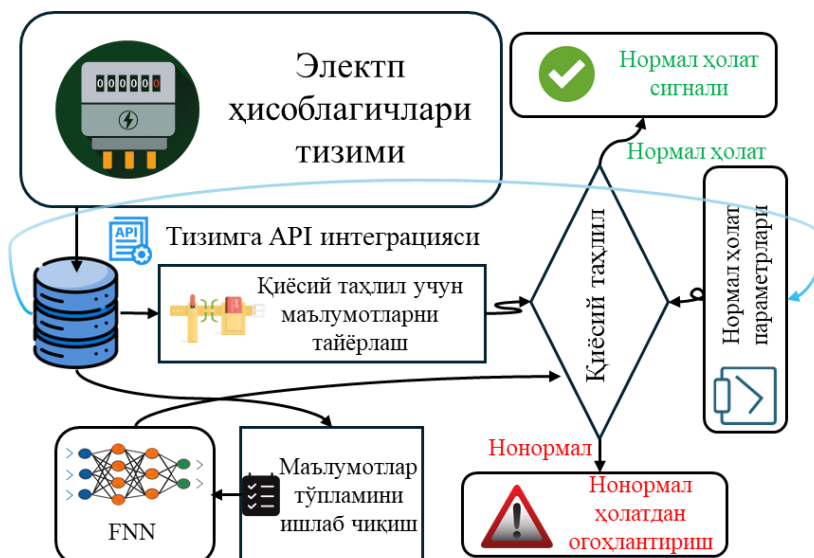 Электп
ҳисоблагичлари
тизими
000000
Нормал ҳолат
сигнали
Нормал ҳолат
API
Тизимга API интеграцияси
Қиёсий таҳлил учун
маълумотларни
тайёрлаш
Қиёсий таҳлил
Нормал ҳолат
параметрлари
FNN
Маълумотлар
тўпламини
ишлаб чиқиш
Нонормал
Нонормал
ҳолатдан
огоҳлантириш